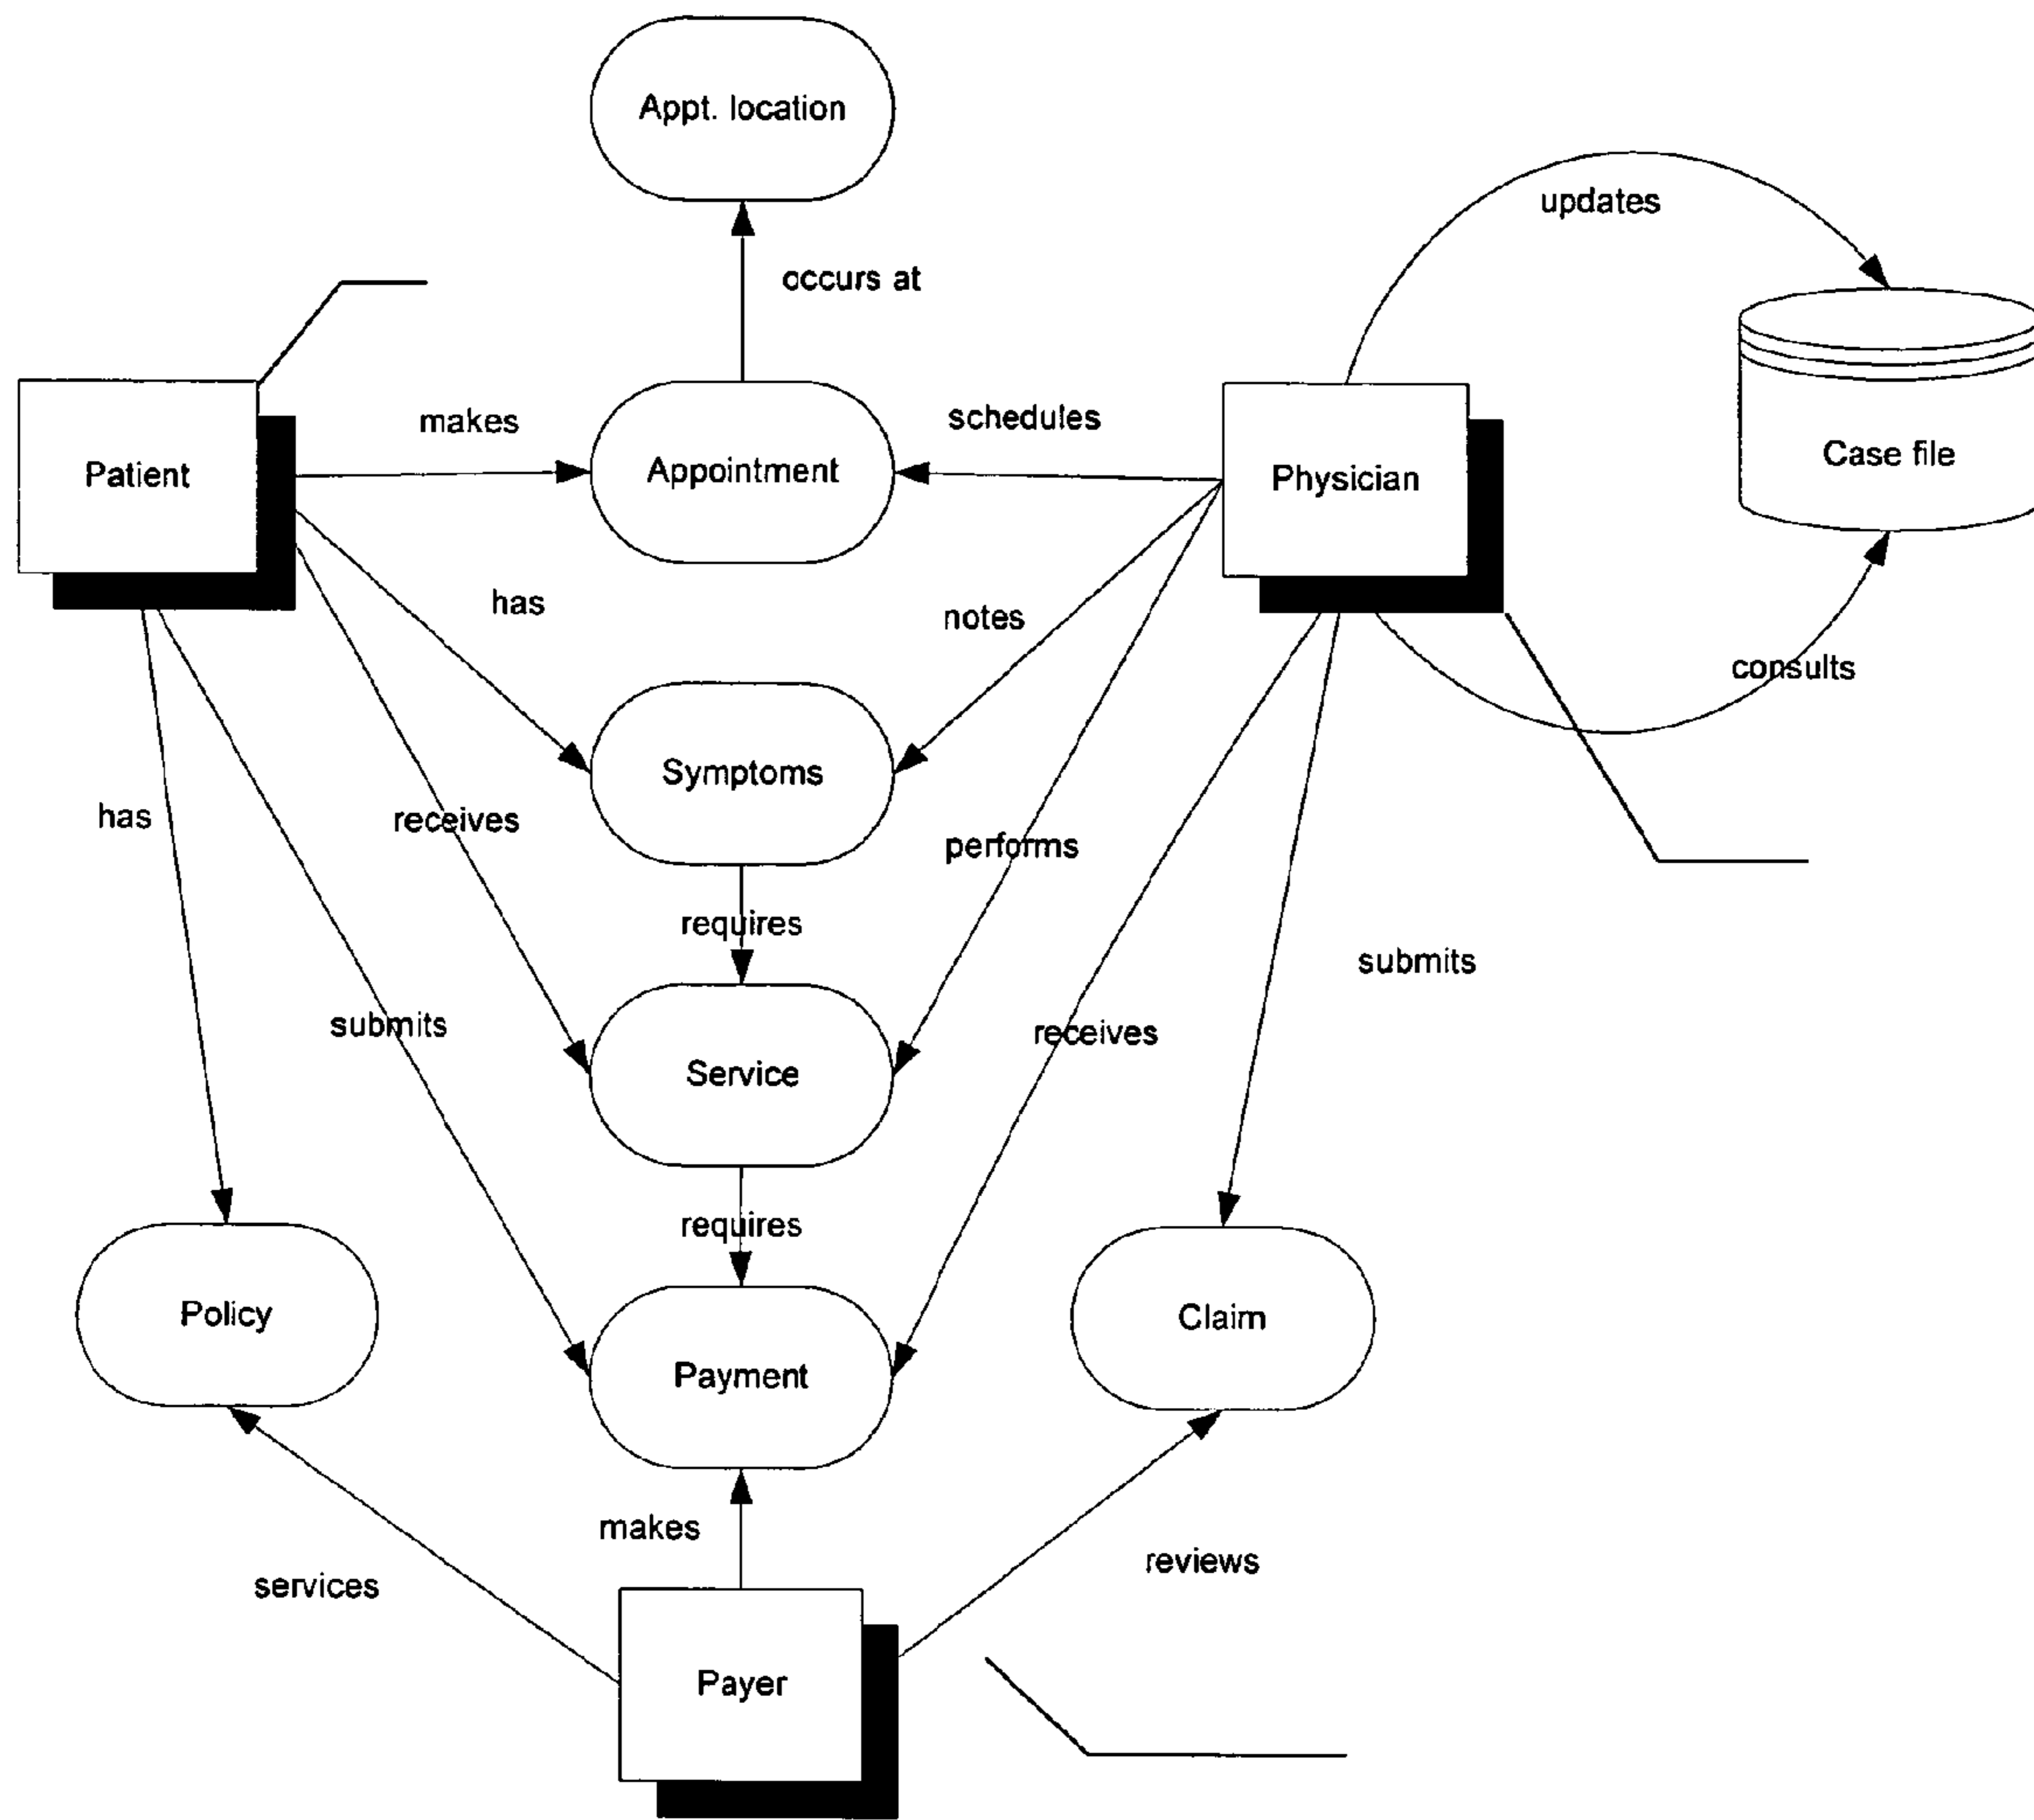 Appt. location
updates
occurs at
makes
schedules
Patient
Appointment
Physician
Case file
has
notes
consults
Symptoms
has
receives
performs
requires
submits
submits
receives
Service
requires
Policy
Claim
Payment
makes
reviews
services
Payer